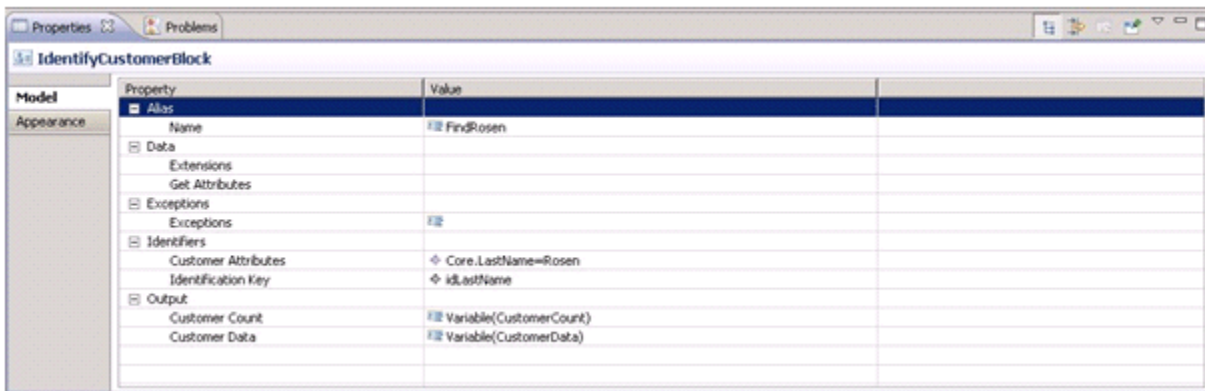 Properties Problems
IdentifyCustomerBlock
Model
Appearance
Property Value
Alias
Name FindRosen
Data
Extensions
Get Attributes
Exceptions
Exceptions
Identifiers
Customer Attributes Core.LastName=Rosen
Identification Key idLastName
Output
Customer Count Variable(CustomerCount)
Customer Data Variable(CustomerData)